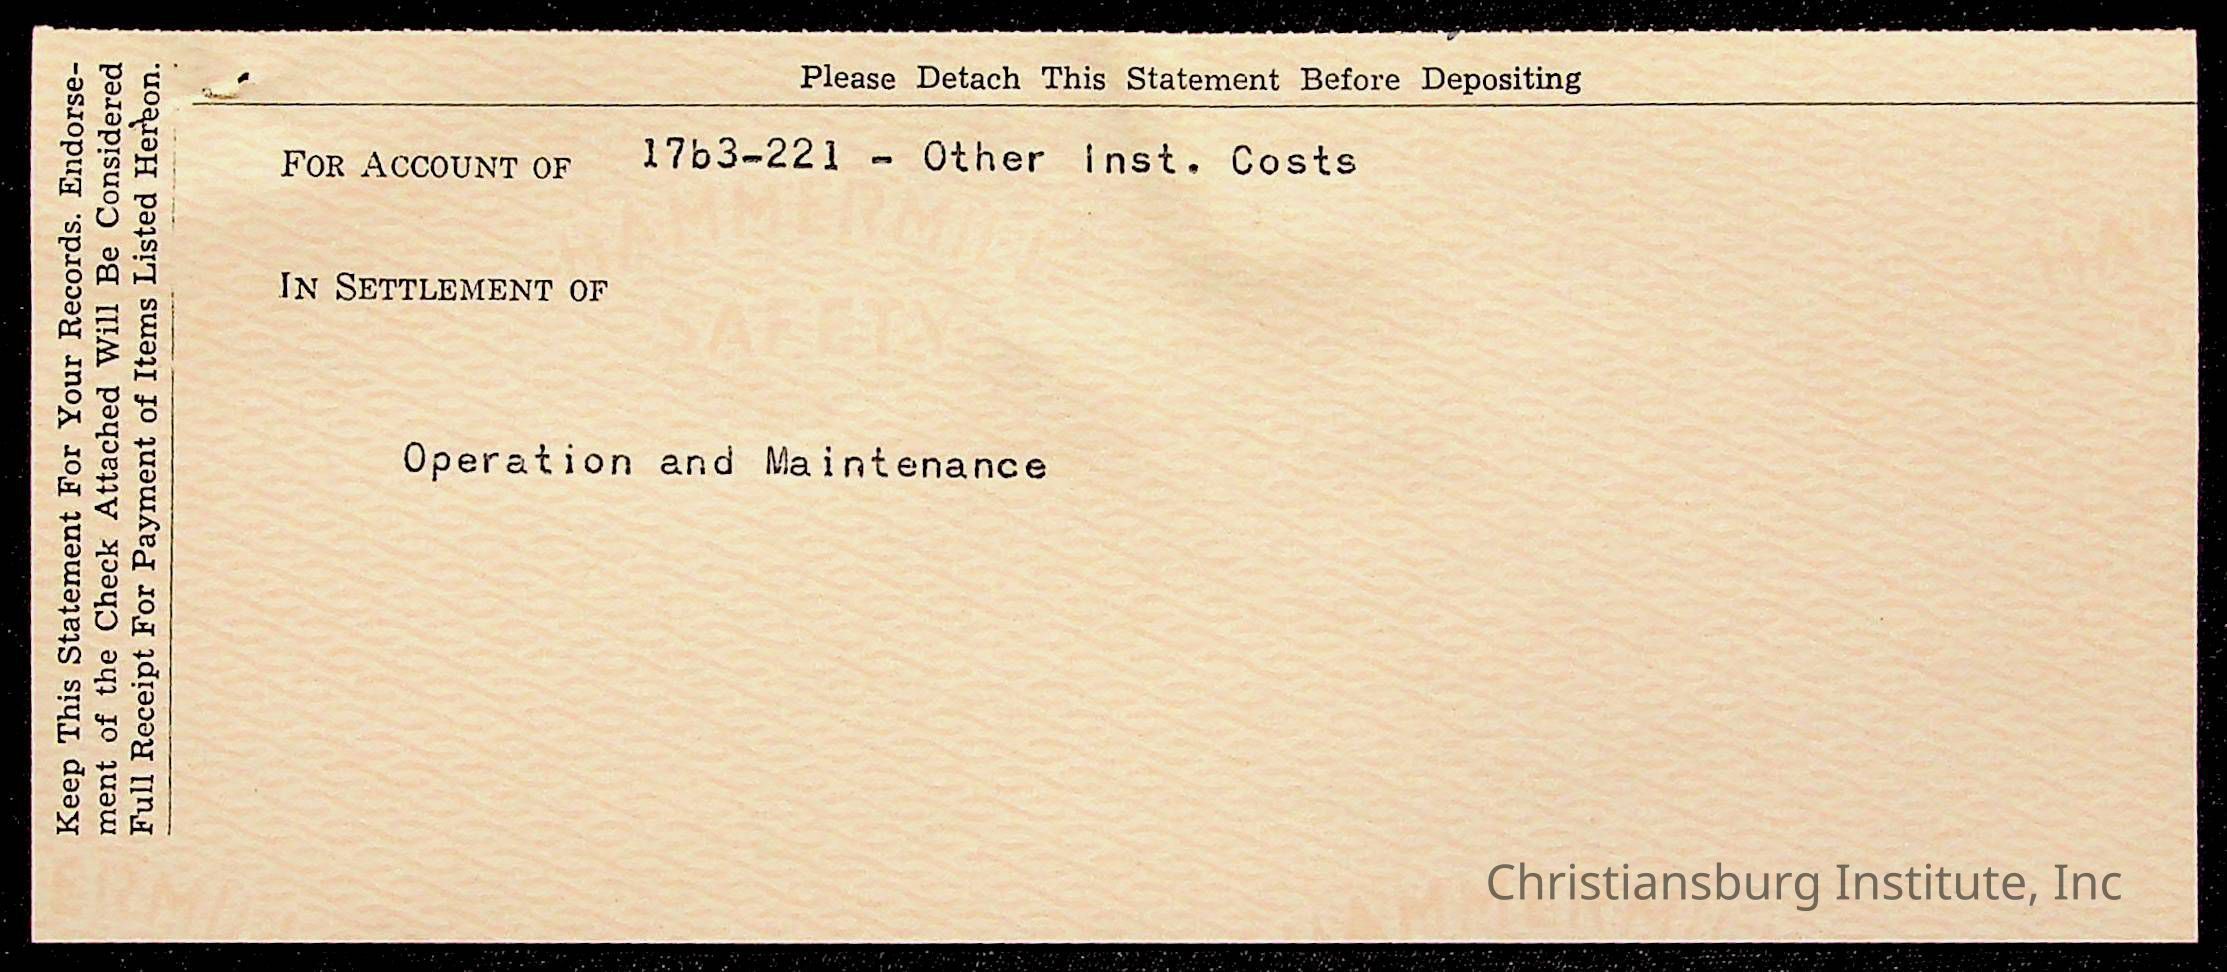 Please Detach This Statement Before Depositing
Keep This Statement For Your Records. Endorse-
ment of the Check Attached Will Be Considered
Full Receipt For Payment of Items Listed Hereon.
FOR ACCOUNT OF 17b3-221 - Other Inst. Costs
IN SETTLEMENT OF
SAFETY
Operation and Maintenance
Christiansburg Institute, Inc